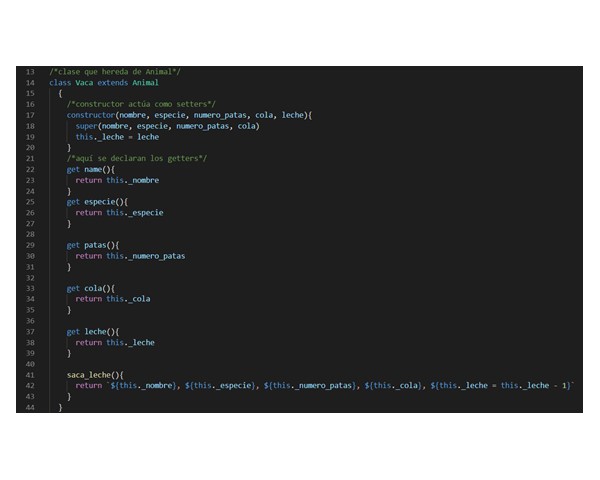 13 /*clase que hereda de Animal*/
14 class Vaca extends Animal
15 {
16 /*constructor actúa como setters*/
17 constructor(nombre, especie, numero_patas, cola, leche){
18 super(nombre, especie, numero_patas, cola)
19 this._leche = leche
20 }
21 /*aquí se declaran los getters*/
22 get name(){
23 return this._nombre
24 }
25 get especie(){
26 return this._especie
27 }
28
29 get patas(){
30 return this._numero_patas
31 }
32
33 get cola(){
34 return this._cola
35 }
36
37 get leche(){
38 return this._leche
39 }
40
41 saca_leche(){
42 return `${this._nombre}, ${this._especie}, ${this._numero_patas}, ${this._cola}, ${this._leche = this._leche - 1}`
43 }
44 }